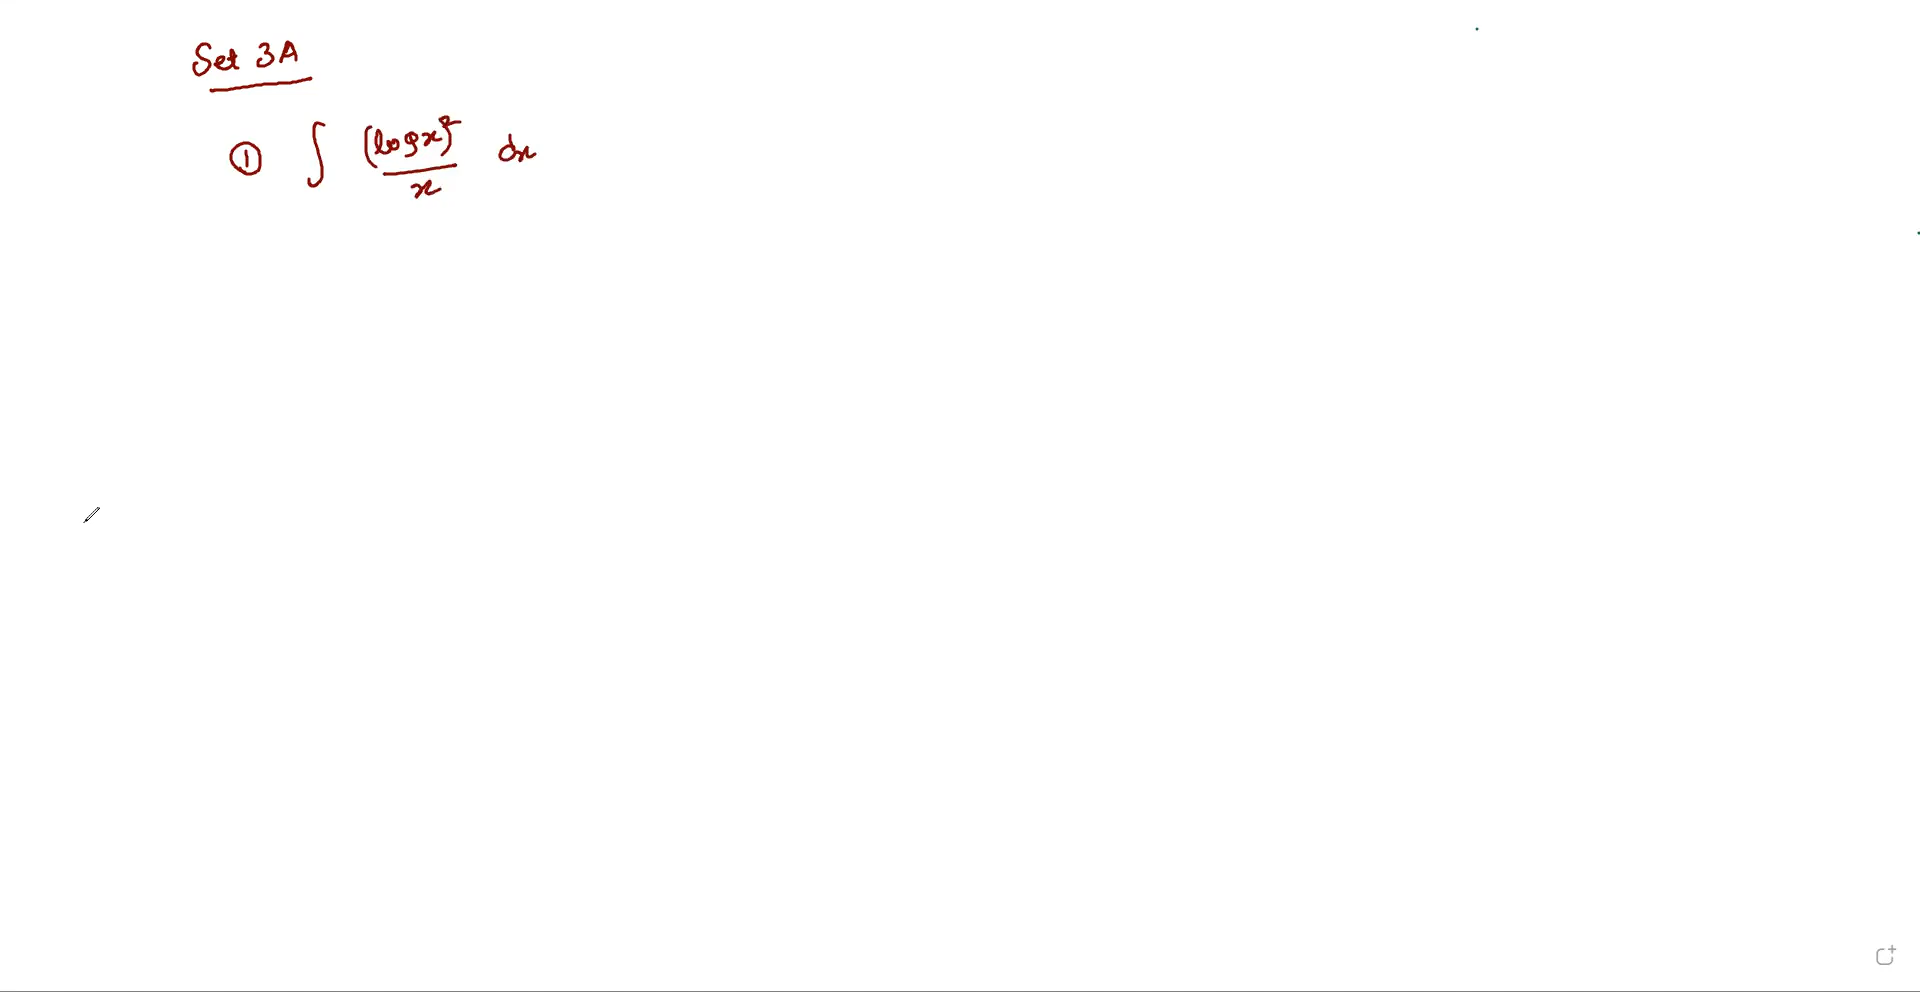 Set 3A
① ∫ (log x)² / x dx